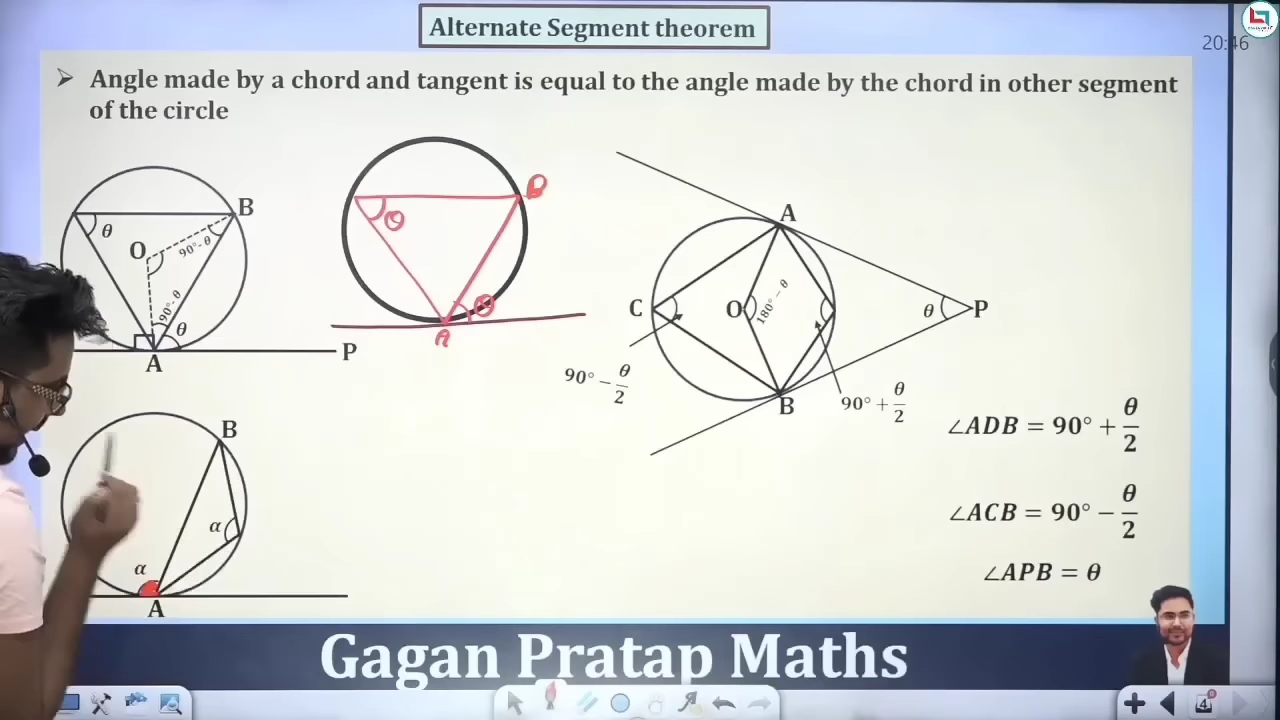 Alternate Segment theorem
20:46
➤ Angle made by a chord and tangent is equal to the angle made by the chord in other segment
of the circle
B
θ
O
90°-θ
90°-θ
θ
A
P
B
θ
θ
A
A
C
O
180° - θ
θ
P
B
90° - θ/2
90° + θ/2
∠ADB = 90° + θ/2
∠ACB = 90° - θ/2
∠APB = θ
B
α
α
A
Gagan Pratap Maths
4